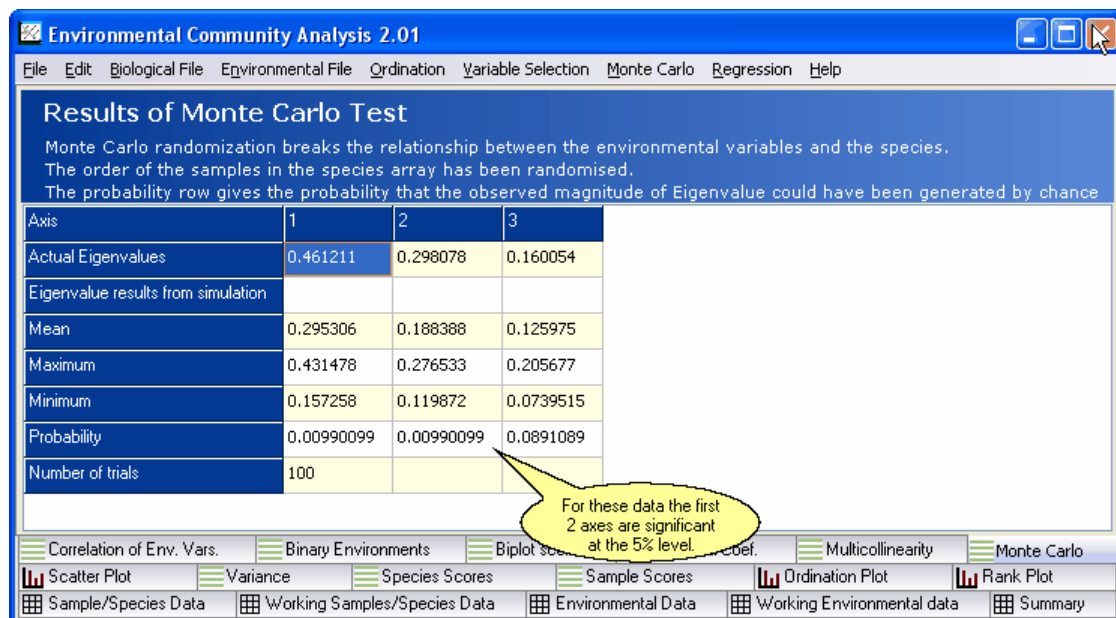 Environmental Community Analysis 2.01
File Edit Biological File Environmental File Ordination Variable Selection Monte Carlo Regression Help
Results of Monte Carlo Test
Monte Carlo randomization breaks the relationship between the environmental variables and the species.
The order of the samples in the species array has been randomised.
The probability row gives the probability that the observed magnitude of Eigenvalue could have been generated by chance
Axis 1 2 3
Actual Eigenvalues 0.461211 0.298078 0.160054
Eigenvalue results from simulation
Mean 0.295306 0.188388 0.125975
Maximum 0.431478 0.276533 0.205677
Minimum 0.157258 0.119872 0.0739515
Probability 0.00990099 0.00990099 0.0891089
Number of trials 100
For these data the first
2 axes are significant
at the 5% level.
Correlation of Env. Vars. Binary Environments Biplot Multicollinearity Monte Carlo
Scatter Plot Variance Species Scores Sample Scores Ordination Plot Rank Plot
Sample/Species Data Working Samples/Species Data Environmental Data Working Environmental data Summary